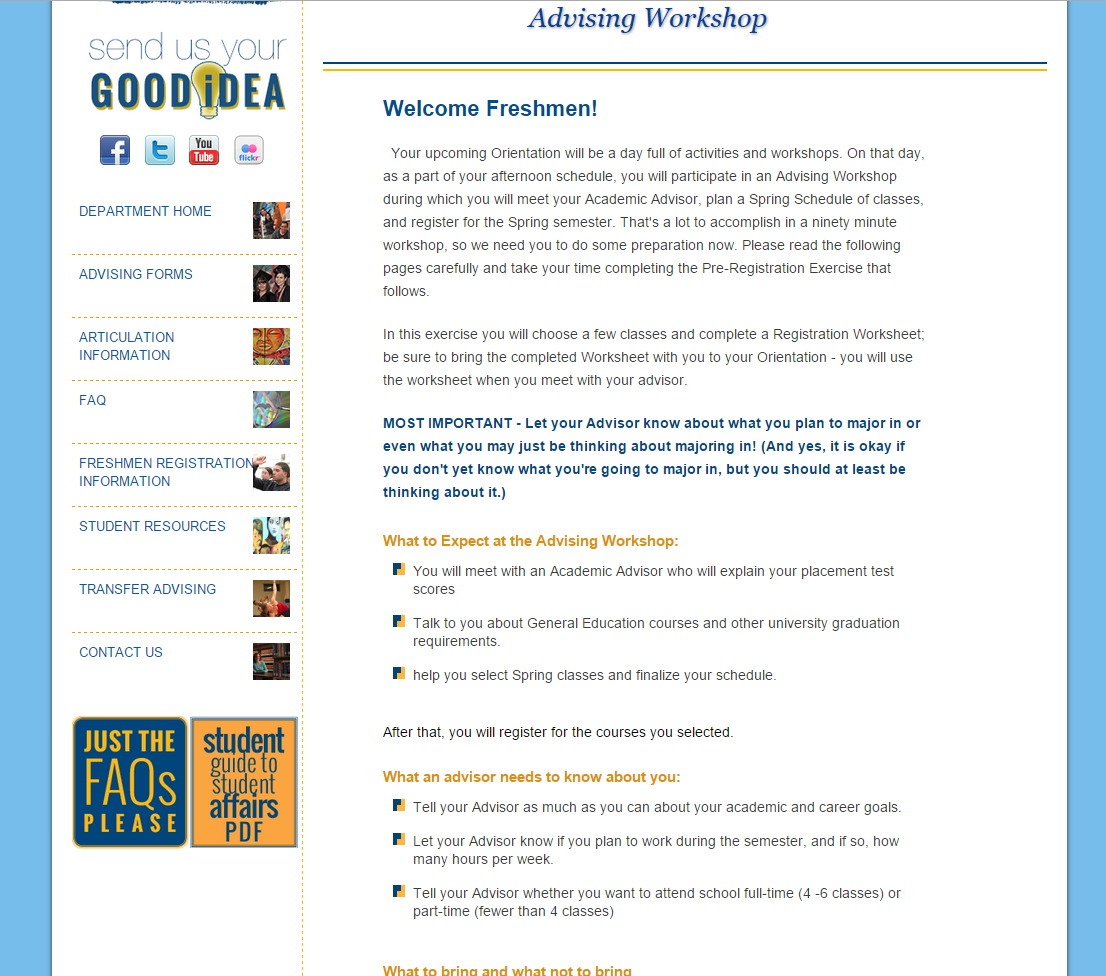 send us your
GOOD iDEA
You
Tube
flickr
DEPARTMENT HOME
ADVISING FORMS
ARTICULATION
INFORMATION
FAQ
FRESHMEN REGISTRATION
INFORMATION
STUDENT RESOURCES
TRANSFER ADVISING
CONTACT US
JUST THE
FAQs
PLEASE
student
guide to
student
affairs
PDF
Advising Workshop
Welcome Freshmen!
Your upcoming Orientation will be a day full of activities and workshops. On that day,
as a part of your afternoon schedule, you will participate in an Advising Workshop
during which you will meet your Academic Advisor, plan a Spring Schedule of classes,
and register for the Spring semester. That's a lot to accomplish in a ninety minute
workshop, so we need you to do some preparation now. Please read the following
pages carefully and take your time completing the Pre-Registration Exercise that
follows.
In this exercise you will choose a few classes and complete a Registration Worksheet;
be sure to bring the completed Worksheet with you to your Orientation - you will use
the worksheet when you meet with your advisor.
MOST IMPORTANT - Let your Advisor know about what you plan to major in or
even what you may just be thinking about majoring in! (And yes, it is okay if
you don't yet know what you're going to major in, but you should at least be
thinking about it.)
What to Expect at the Advising Workshop:
You will meet with an Academic Advisor who will explain your placement test
scores
Talk to you about General Education courses and other university graduation
requirements.
help you select Spring classes and finalize your schedule.
After that, you will register for the courses you selected.
What an advisor needs to know about you:
Tell your Advisor as much as you can about your academic and career goals.
Let your Advisor know if you plan to work during the semester, and if so, how
many hours per week.
Tell your Advisor whether you want to attend school full-time (4 -6 classes) or
part-time (fewer than 4 classes)
What to bring and what not to bring